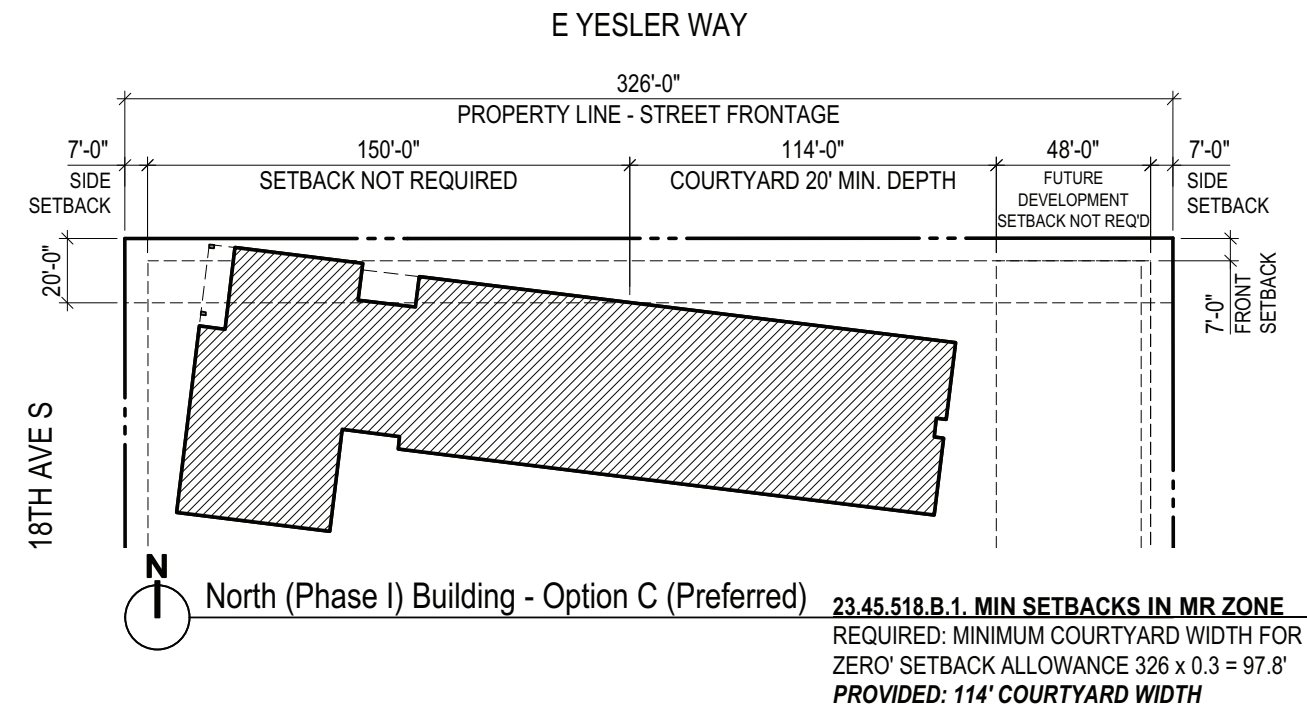 E YESLER WAY
326'-0"
PROPERTY LINE - STREET FRONTAGE
7'-0"
150'-0"
114'-0"
48'-0"
7'-0"
SIDE
SETBACK
SETBACK NOT REQUIRED
COURTYARD 20' MIN. DEPTH
FUTURE
DEVELOPMENT
SETBACK NOT REQ'D
SIDE
SETBACK
20'-0"
7'-0"
FRONT
SETBACK
18TH AVE S
N
North (Phase I) Building - Option C (Preferred)
23.45.518.B.1. MIN SETBACKS IN MR ZONE
REQUIRED: MINIMUM COURTYARD WIDTH FOR
ZERO' SETBACK ALLOWANCE 326 x 0.3 = 97.8'
PROVIDED: 114' COURTYARD WIDTH